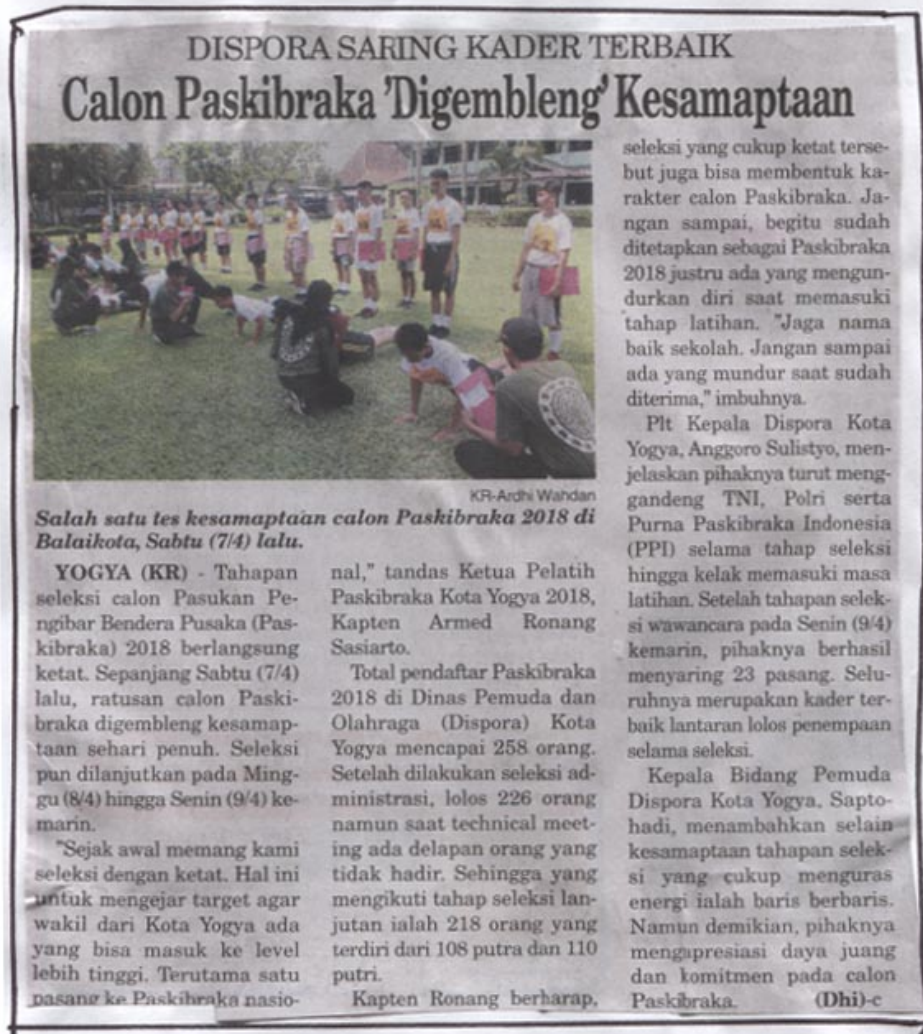 DISPORA SARING KADER TERBAIK
Calon Paskibraka 'Digembleng' Kesamaptaan
KR-Ardhi Wahdan
Salah satu tes kesamaptaan calon Paskibraka 2018 di
Balaikota, Sabtu (7/4) lalu.
YOGYA (KR) - Tahapan
seleksi calon Pasukan Pe-
ngibar Bendera Pusaka (Pas-
kibraka) 2018 berlangsung
ketat. Sepanjang Sabtu (7/4)
lalu, ratusan calon Paski-
braka digembleng kesamap-
taan sehari penuh. Seleksi
pun dilanjutkan pada Ming-
gu (8/4) hingga Senin (9/4) ke-
marin.
"Sejak awal memang kami
seleksi dengan ketat. Hal ini
untuk mengejar target agar
wakil dari Kota Yogya ada
yang bisa masuk ke level
lebih tinggi. Terutama satu
pasang ke Paskibraka nasio-
nal," tandas Ketua Pelatih
Paskibraka Kota Yogya 2018,
Kapten Armed Ronang
Sasiarto.
Total pendaftar Paskibraka
2018 di Dinas Pemuda dan
Olahraga (Dispora) Kota
Yogya mencapai 258 orang.
Setelah dilakukan seleksi ad-
ministrasi, lolos 226 orang
namun saat technical meet-
ing ada delapan orang yang
tidak hadir. Sehingga yang
mengikuti tahap seleksi lan-
jutan ialah 218 orang yang
terdiri dari 108 putra dan 110
putri.
Kapten Ronang berharap,
seleksi yang cukup ketat terse-
but juga bisa membentuk ka-
rakter calon Paskibraka. Ja-
ngan sampai, begitu sudah
ditetapkan sebagai Paskibraka
2018 justru ada yang mengun-
durkan diri saat memasuki
tahap latihan. "Jaga nama
baik sekolah. Jangan sampai
ada yang mundur saat sudah
diterima," imbuhnya.
Plt Kepala Dispora Kota
Yogya, Anggoro Sulistyo, men-
jelaskan pihaknya turut meng-
gandeng TNI, Polri serta
Purna Paskibraka Indonesia
(PPI) selama tahap seleksi
hingga kelak memasuki masa
latihan. Setelah tahapan selek-
si wawancara pada Senin (9/4)
kemarin, pihaknya berhasil
menyaring 23 pasang. Selu-
ruhnya merupakan kader ter-
baik lantaran lolos penempaan
selama seleksi.
Kepala Bidang Pemuda
Dispora Kota Yogya, Sapto-
hadi, menambahkan selain
kesamaptaan tahapan selek-
si yang cukup menguras
energi ialah baris berbaris.
Namun demikian, pihaknya
mengapresiasi daya juang
dan komitmen pada calon
Paskibraka. (Dhi)-c